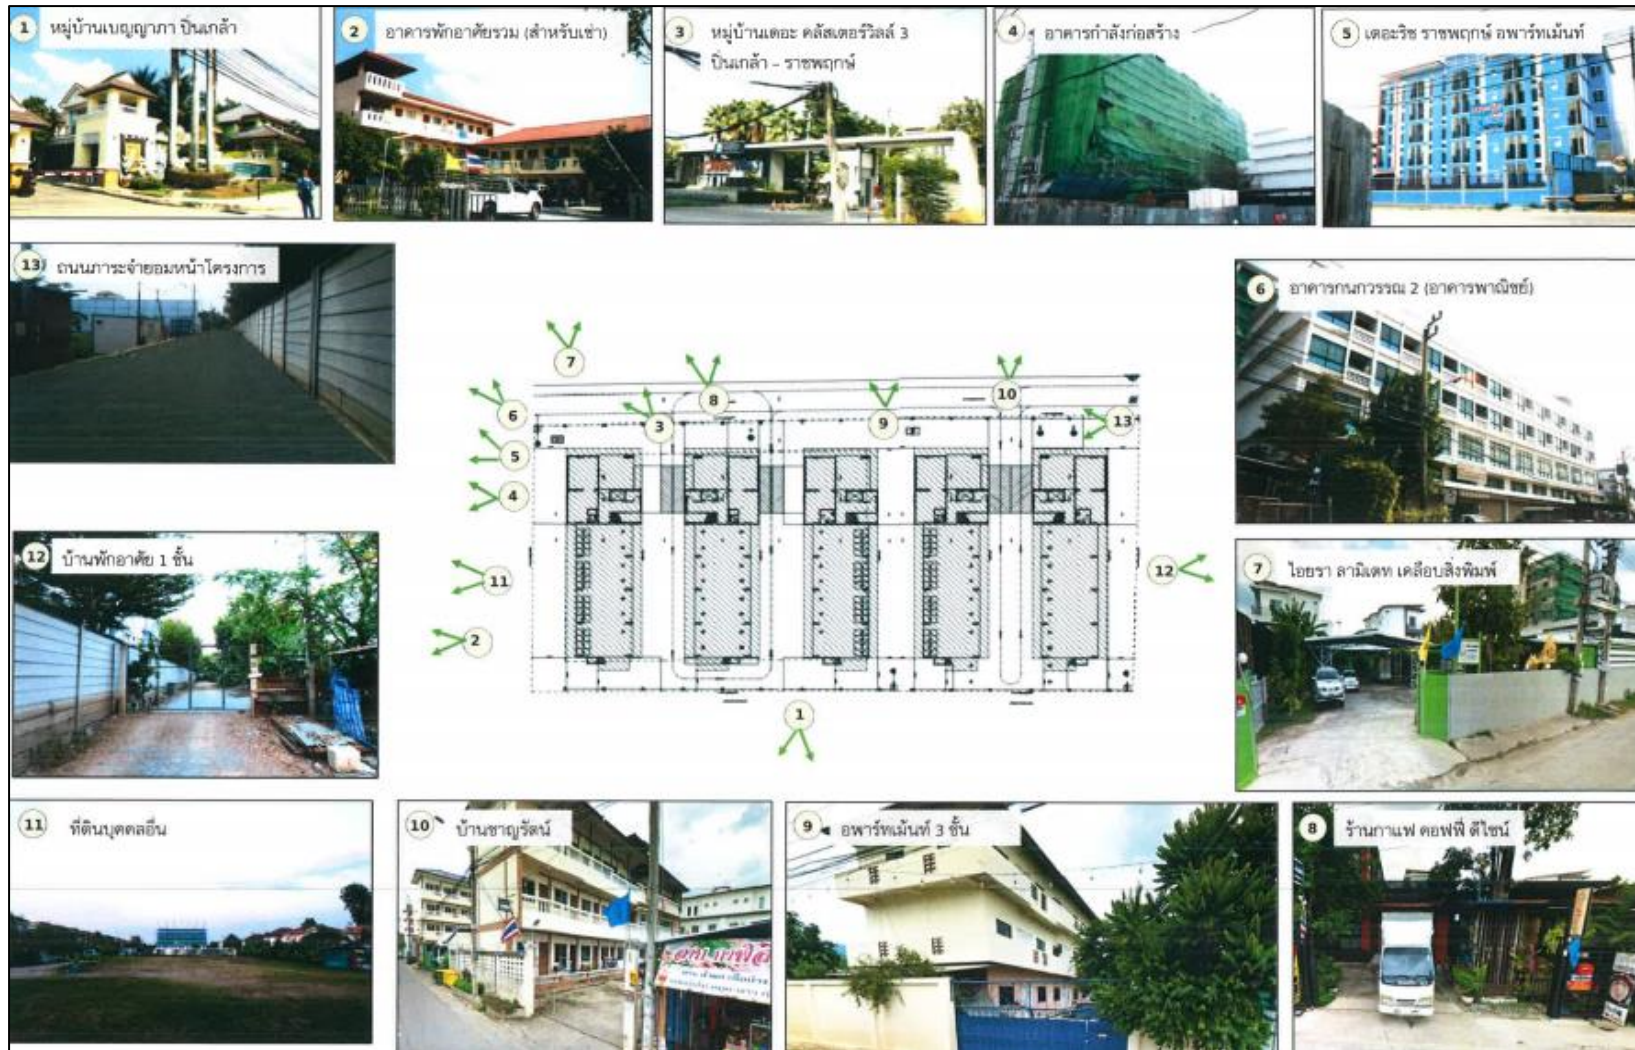 1 หมู่บ้านเบญญาภา ปิ่นเกล้า
2 อาคารพักอาศัยรวม (สำหรับเช่า)
3 หมู่บ้านเดอะ คลัสเตอร์วิลล์ 3
ปิ่นเกล้า – ราชพฤกษ์
4 อาคารกำลังก่อสร้าง
5 เดอะริช ราชพฤกษ์ อพาร์ทเม้นท์
13 ถนนภาระจำยอมหน้าโครงการ
6 อาคารกนกวรรณ 2 (อาคารพาณิชย์)
7
8
10
6
3
9
13
5
4
12 บ้านพักอาศัย 1 ชั้น
11
12
7 ไอยรา ลามิเตท เคลือบสิ่งพิมพ์
2
1
11 ที่ดินบุคคลอื่น
10 บ้านชาญรัตน์
9 อพาร์ทเม้นท์ 3 ชั้น
8 ร้านกาแฟ คอฟฟี่ ดีไซน์